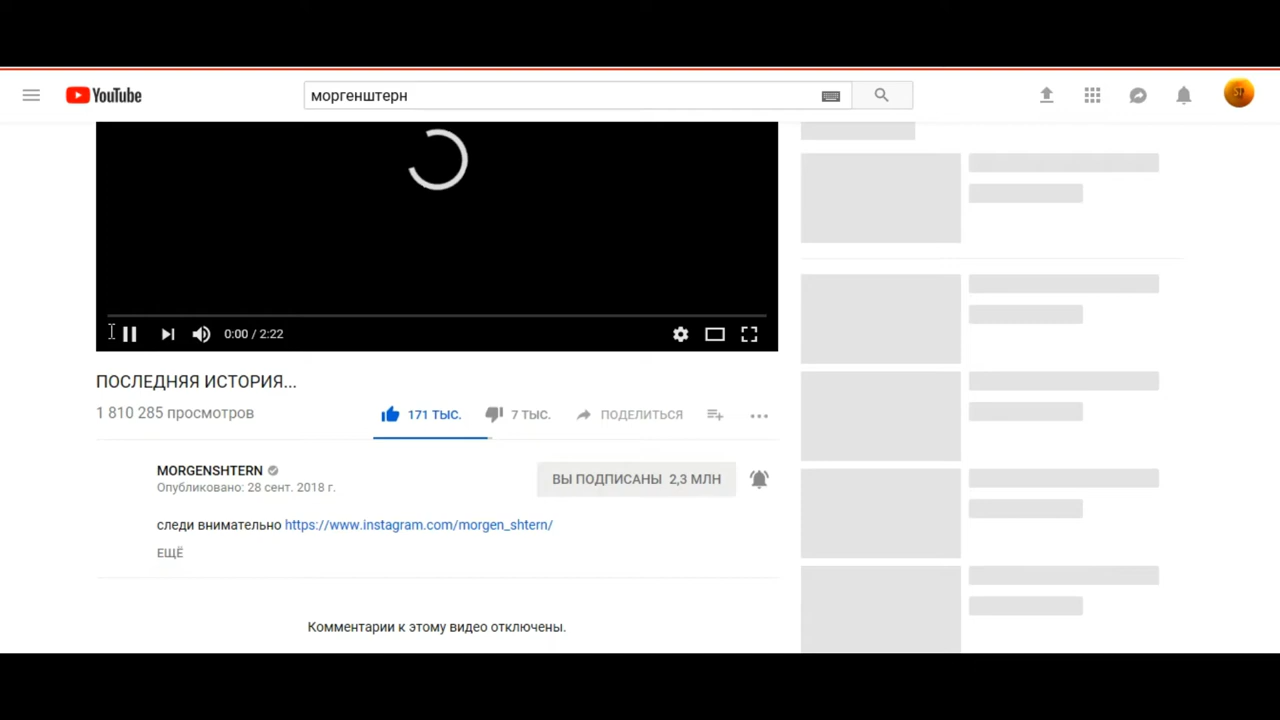 YouTube
моргенштерн
ST
0:00 / 2:22
ПОСЛЕДНЯЯ ИСТОРИЯ...
1 810 285 просмотров
171 ТЫС.
7 ТЫС.
ПОДЕЛИТЬСЯ
MORGENSHTERN
ВЫ ПОДПИСАНЫ 2,3 МЛН
Опубликовано: 28 сент. 2018 г.
следи внимательно https://www.instagram.com/morgen_shtern/
ЕЩЁ
Комментарии к этому видео отключены.